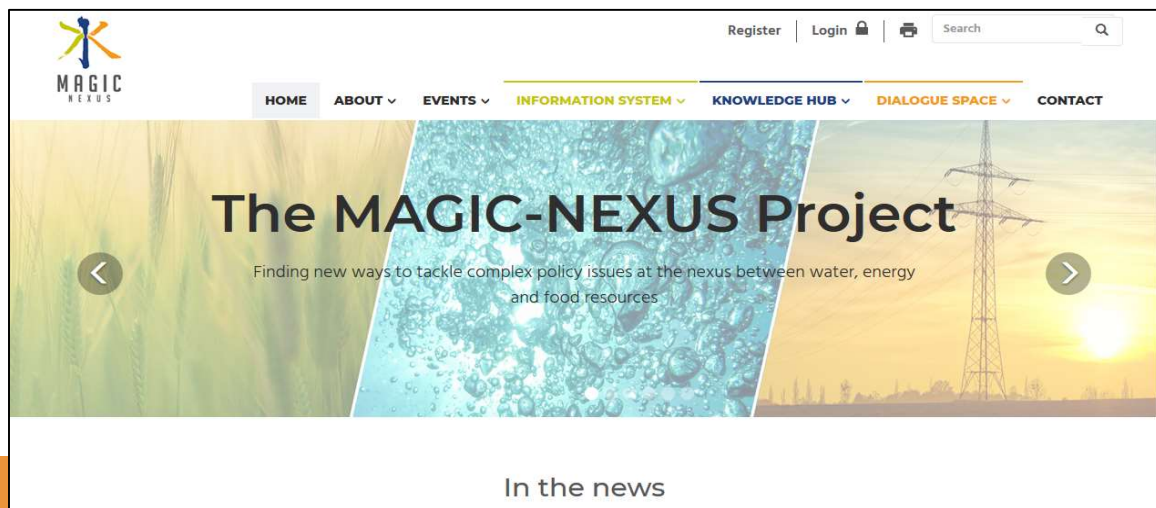 Register
Login
Search
MAGIC
NEXUS
HOME
ABOUT
EVENTS
INFORMATION SYSTEM
KNOWLEDGE HUB
DIALOGUE SPACE
CONTACT
The MAGIC-NEXUS Project
Finding new ways to tackle complex policy issues at the nexus between water, energy
and food resources
In the news